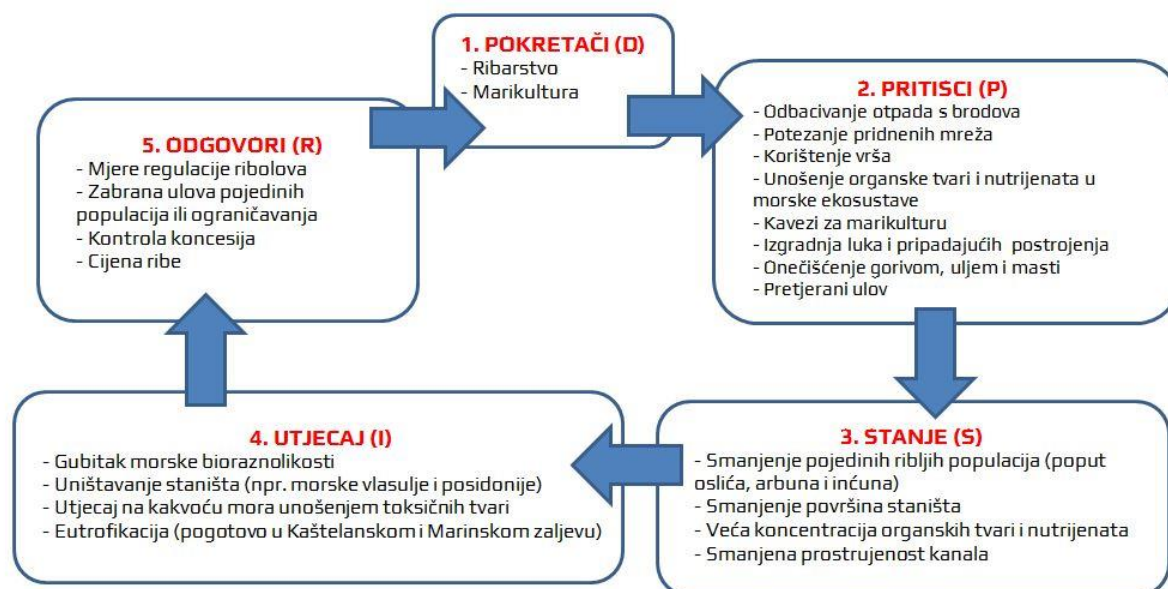 1. POKRETAČI (D)
- Ribarstvo
- Marikultura
2. PRITISCI (P)
- Odbacivanje otpada s brodova
- Potezanje pridnenih mreža
- Korištenje vrša
- Unošenje organske tvari i nutrijenata u
morske ekosustave
- Kavezi za marikulturu
- Izgradnja luka i pripadajućih postrojenja
- Onečišćenje gorivom, uljem i masti
- Pretjerani ulov
3. STANJE (S)
- Smanjenje pojedinih ribljih populacija (poput
oslića, arbuna i inćuna)
- Smanjenje površina staništa
- Veća koncentracija organskih tvari i nutrijenata
- Smanjena prostrujenost kanala
4. UTJECAJ (I)
- Gubitak morske bioraznolikosti
- Uništavanje staništa (npr. morske vlasulje i posidonije)
- Utjecaj na kakvoću mora unošenjem toksičnih tvari
- Eutrofikacija (pogotovo u Kaštelanskom i Marinskom zaljevu)
5. ODGOVORI (R)
- Mjere regulacije ribolova
- Zabrana ulova pojedinih
populacija ili ograničavanja
- Kontrola koncesija
- Cijena ribe